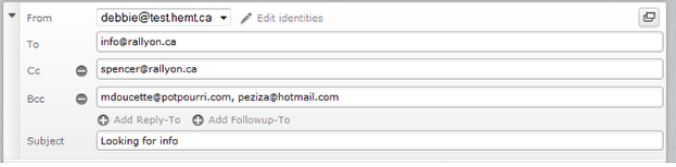 From debbie@test.hemt.ca Edit identities
To info@rallyon.ca
Cc spencer@rallyon.ca
Bcc mdoucette@potpourri.com, peziza@hotmail.com
Add Reply-To Add Followup-To
Subject Looking for info